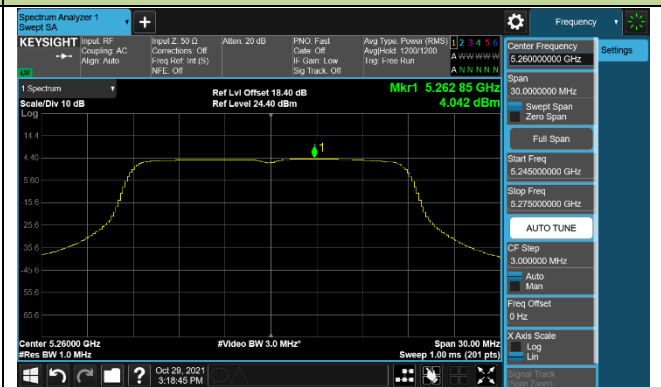 Spectrum Analyzer 1
Swept SA
+
Frequency
KEYSIGHT
Input: RF
Coupling: AC
Align: Auto
Input Z: 50 Ω
Corrections: Off
Freq Ref: Int (S)
NFE: Off
Atten: 20 dB
PNO: Fast
Gate: Off
IF Gain: Low
Sig Track: Off
Avg Type: Power (RMS)
Avg|Hold: 1200/1200
Trig: Free Run
1 2 3 4 5 6
A W W W W W
A N N N N N
LW
Center Frequency
5.260000000 GHz
Settings
Span
30.0000000 MHz
Swept Span
Zero Span
Full Span
Start Freq
5.245000000 GHz
Stop Freq
5.275000000 GHz
AUTO TUNE
CF Step
3.000000 MHz
Auto
Man
Freq Offset
0 Hz
X Axis Scale
Log
Lin
Signal Track
(Span Zoom)
1 Spectrum
Scale/Div 10 dB
Log
Ref Lvl Offset 18.40 dB
Ref Level 24.40 dBm
Mkr1 5.262 85 GHz
4.042 dBm
1
14.4
4.40
-5.60
-15.6
-25.6
-35.6
-45.6
-55.6
-65.6
Center 5.26000 GHz
#Res BW 1.0 MHz
#Video BW 3.0 MHz*
Span 30.00 MHz
Sweep 1.00 ms (201 pts)
?
Oct 29, 2021
3:18:45 PM